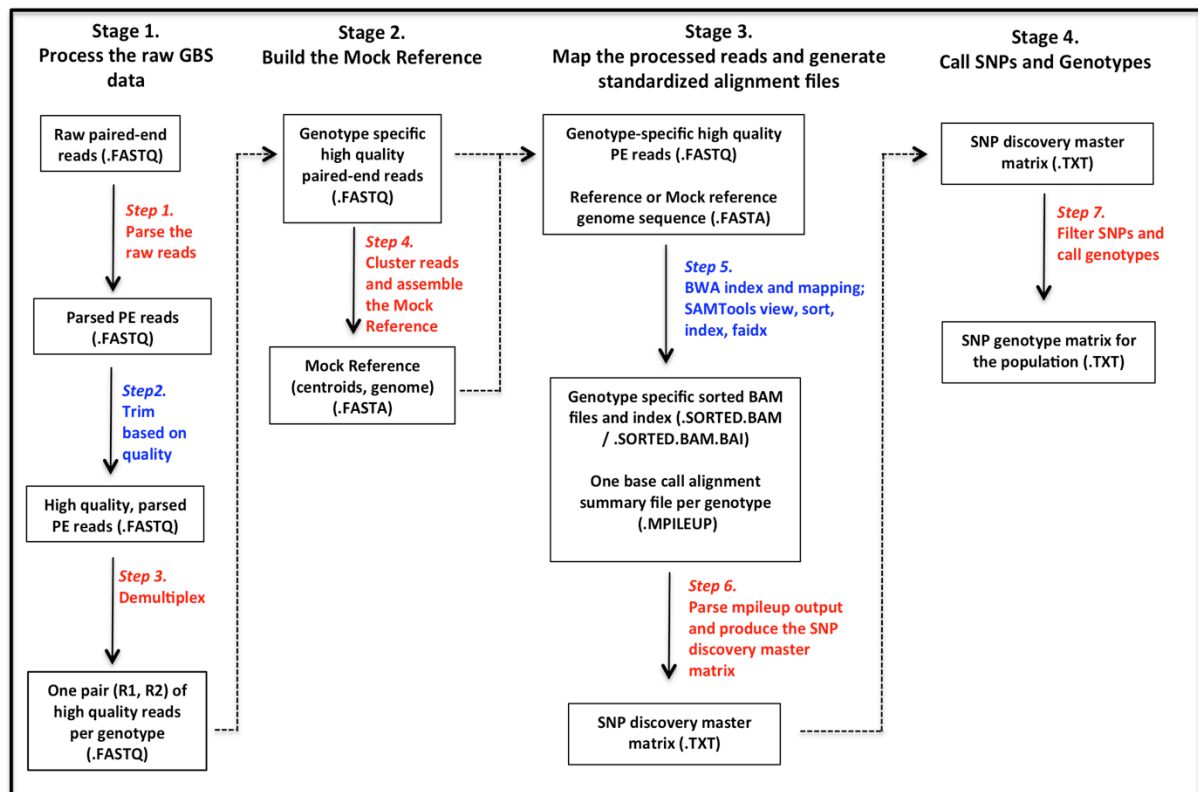 Stage 1.
Process the raw GBS
data
Raw paired-end
reads (.FASTQ)
Step 1.
Parse the
raw reads
Parsed PE reads
(.FASTQ)
Step2.
Trim
based on
quality
High quality, parsed
PE reads (.FASTQ)
Step 3.
Demultiplex
One pair (R1, R2) of
high quality reads
per genotype
(.FASTQ)
Stage 2.
Build the Mock Reference
Genotype specific
high quality
paired-end reads
(.FASTQ)
Step 4.
Cluster reads
and assemble
the Mock
Reference
Mock Reference
(centroids, genome)
(.FASTA)
Stage 3.
Map the processed reads and generate
standardized alignment files
Genotype-specific high quality
PE reads (.FASTQ)
Reference or Mock reference
genome sequence (.FASTA)
Step 5.
BWA index and mapping;
SAMTools view, sort,
index, faidx
Genotype specific sorted BAM
files and index (.SORTED.BAM
/ .SORTED.BAM.BAI)
One base call alignment
summary file per genotype
(.MPILEUP)
Step 6.
Parse mpileup output
and produce the SNP
discovery master
matrix
SNP discovery master
matrix (.TXT)
Stage 4.
Call SNPs and Genotypes
SNP discovery master
matrix (.TXT)
Step 7.
Filter SNPs and
call genotypes
SNP genotype matrix for
the population (.TXT)